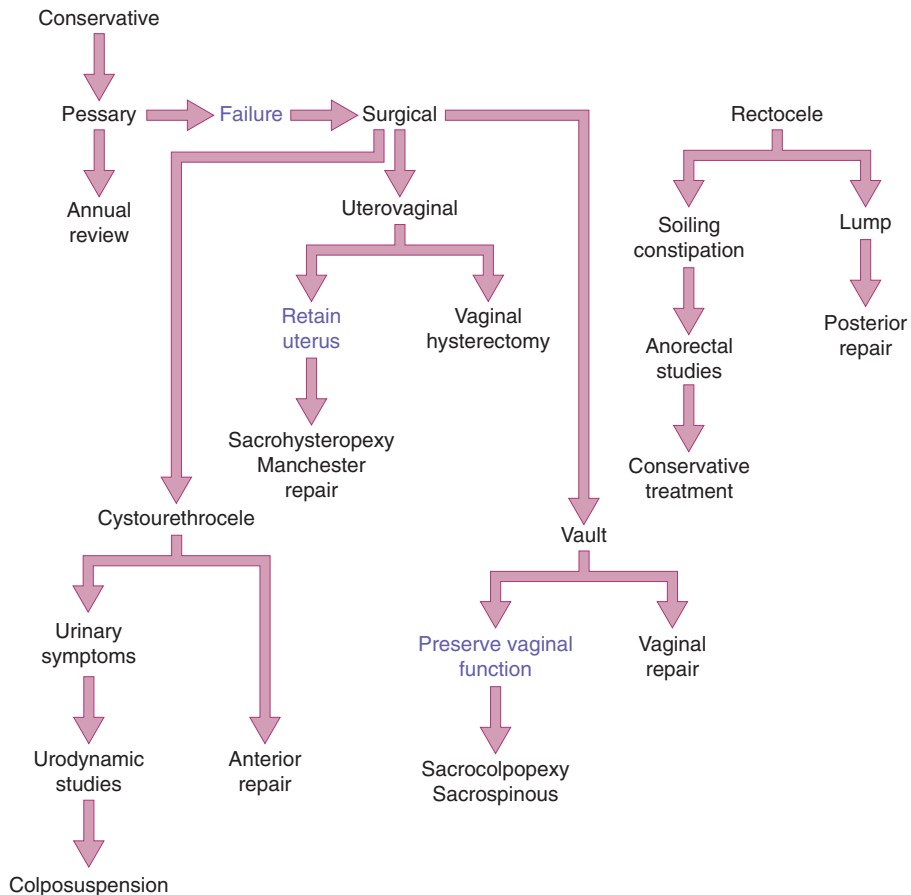 Conservative
Pessary
Failure
Surgical
Rectocele
Annual
review
Uterovaginal
Soiling
constipation
Lump
Retain
uterus
Vaginal
hysterectomy
Anorectal
studies
Posterior
repair
Sacrohysteropexy
Manchester
repair
Conservative
treatment
Cystourethrocele
Vault
Urinary
symptoms
Preserve vaginal
function
Vaginal
repair
Urodynamic
studies
Anterior
repair
Sacrocolpopexy
Sacrospinous
Colposuspension